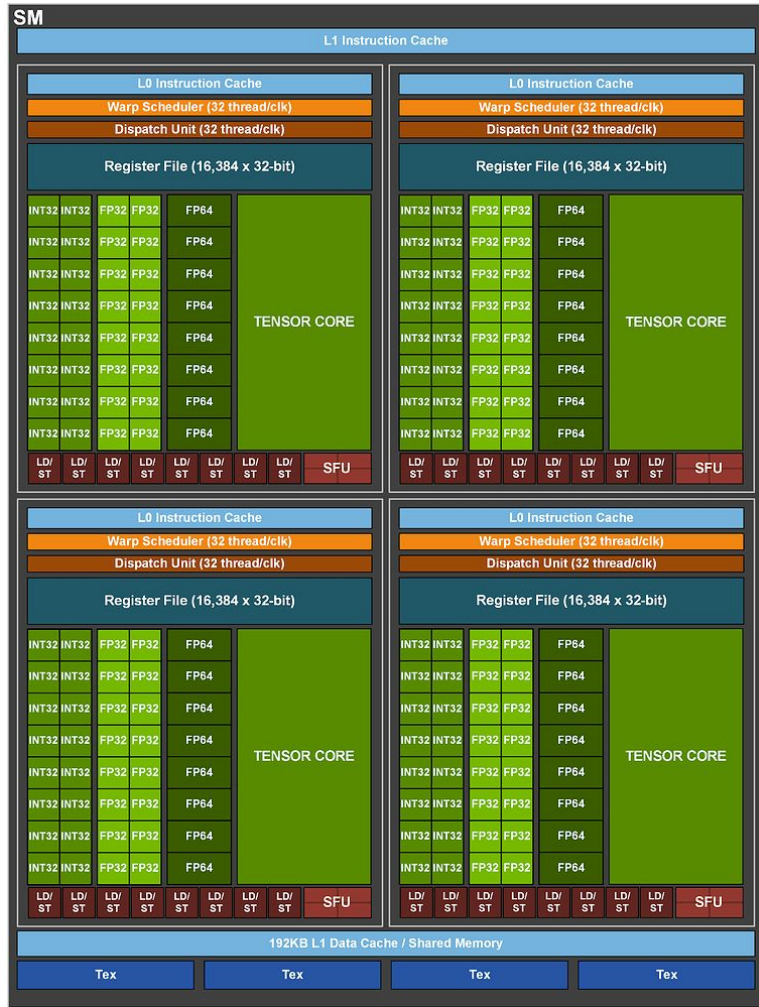 SM
L1 Instruction Cache
L0 Instruction Cache
Warp Scheduler (32 thread/clk)
Dispatch Unit (32 thread/clk)
Register File (16,384 x 32-bit)
INT32 INT32 FP32 FP32 FP64
INT32 INT32 FP32 FP32 FP64
INT32 INT32 FP32 FP32 FP64
INT32 INT32 FP32 FP32 FP64
TENSOR CORE
INT32 INT32 FP32 FP32 FP64
INT32 INT32 FP32 FP32 FP64
INT32 INT32 FP32 FP32 FP64
INT32 INT32 FP32 FP32 FP64
LD/ LD/ LD/ LD/ LD/ LD/ LD/ LD/
ST ST ST ST ST ST ST ST
SFU
L0 Instruction Cache
Warp Scheduler (32 thread/clk)
Dispatch Unit (32 thread/clk)
Register File (16,384 x 32-bit)
INT32 INT32 FP32 FP32 FP64
INT32 INT32 FP32 FP32 FP64
INT32 INT32 FP32 FP32 FP64
INT32 INT32 FP32 FP32 FP64
TENSOR CORE
INT32 INT32 FP32 FP32 FP64
INT32 INT32 FP32 FP32 FP64
INT32 INT32 FP32 FP32 FP64
INT32 INT32 FP32 FP32 FP64
LD/ LD/ LD/ LD/ LD/ LD/ LD/ LD/
ST ST ST ST ST ST ST ST
SFU
L0 Instruction Cache
Warp Scheduler (32 thread/clk)
Dispatch Unit (32 thread/clk)
Register File (16,384 x 32-bit)
INT32 INT32 FP32 FP32 FP64
INT32 INT32 FP32 FP32 FP64
INT32 INT32 FP32 FP32 FP64
INT32 INT32 FP32 FP32 FP64
TENSOR CORE
INT32 INT32 FP32 FP32 FP64
INT32 INT32 FP32 FP32 FP64
INT32 INT32 FP32 FP32 FP64
INT32 INT32 FP32 FP32 FP64
LD/ LD/ LD/ LD/ LD/ LD/ LD/ LD/
ST ST ST ST ST ST ST ST
SFU
L0 Instruction Cache
Warp Scheduler (32 thread/clk)
Dispatch Unit (32 thread/clk)
Register File (16,384 x 32-bit)
INT32 INT32 FP32 FP32 FP64
INT32 INT32 FP32 FP32 FP64
INT32 INT32 FP32 FP32 FP64
INT32 INT32 FP32 FP32 FP64
TENSOR CORE
INT32 INT32 FP32 FP32 FP64
INT32 INT32 FP32 FP32 FP64
INT32 INT32 FP32 FP32 FP64
INT32 INT32 FP32 FP32 FP64
LD/ LD/ LD/ LD/ LD/ LD/ LD/ LD/
ST ST ST ST ST ST ST ST
SFU
192KB L1 Data Cache / Shared Memory
Tex Tex Tex Tex